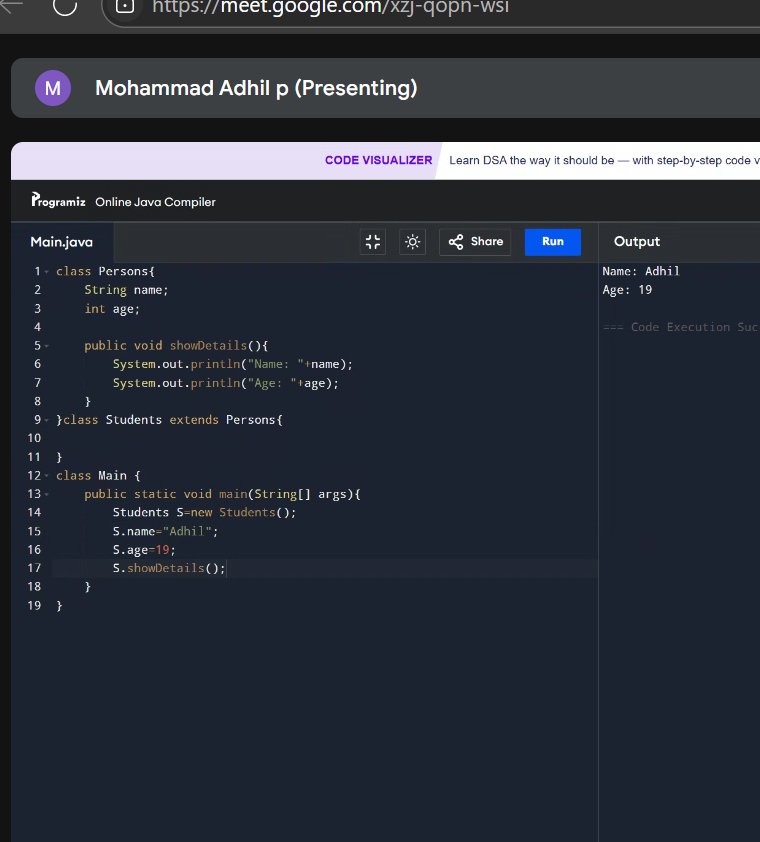 https://meet.google.com/xzj-qopn-wsi
M
Mohammad Adhil p (Presenting)
CODE VISUALIZER
Learn DSA the way it should be — with step-by-step code v
Programiz Online Java Compiler
Main.java
Share
Run
Output
1 class Persons{
2 String name;
3 int age;
4
5 public void showDetails(){
6 System.out.println("Name: "+name);
7 System.out.println("Age: "+age);
8 }
9 }class Students extends Persons{
10
11 }
12 class Main {
13 public static void main(String[] args){
14 Students S=new Students();
15 S.name="Adhil";
16 S.age=19;
17 S.showDetails();
18 }
19 }
Name: Adhil
Age: 19
=== Code Execution Suc